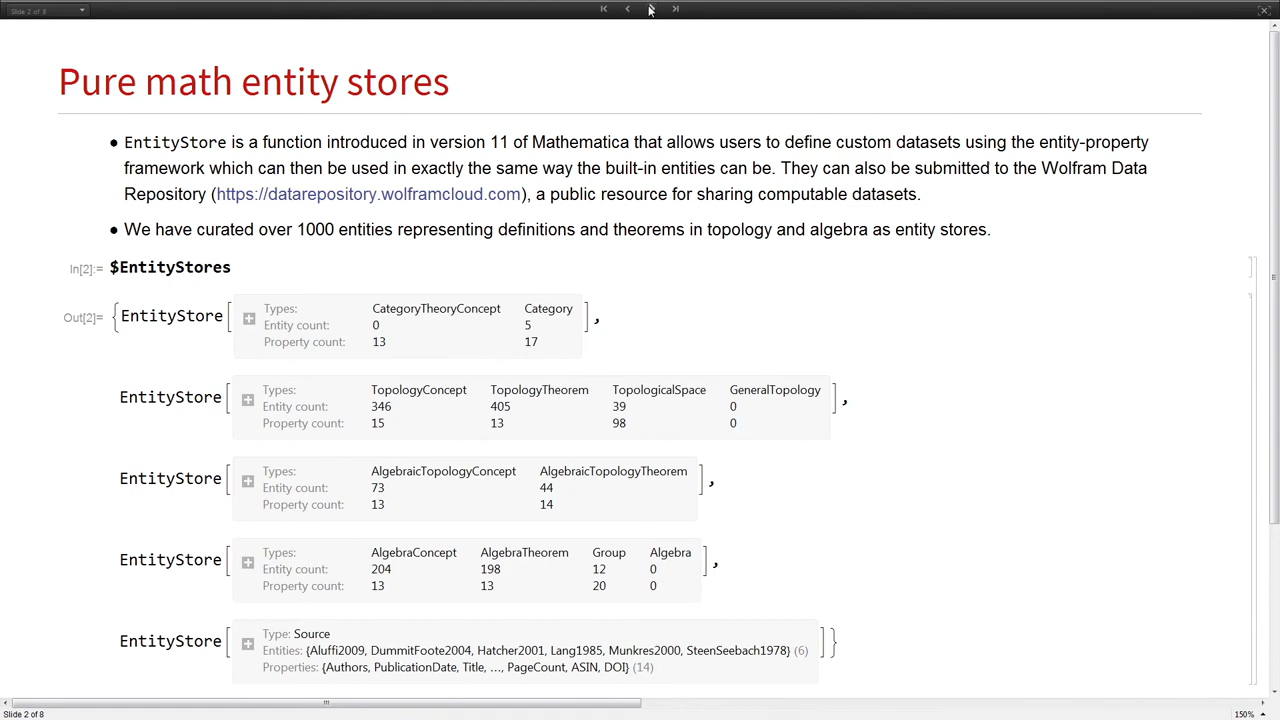 Slide 2 of 8
Pure math entity stores
• EntityStore is a function introduced in version 11 of Mathematica that allows users to define custom datasets using the entity-property
framework which can then be used in exactly the same way the built-in entities can be. They can also be submitted to the Wolfram Data
Repository (https://datarepository.wolframcloud.com), a public resource for sharing computable datasets.
• We have curated over 1000 entities representing definitions and theorems in topology and algebra as entity stores.
In[2]:= $EntityStores
Out[2]= {EntityStore[
Types: CategoryTheoryConcept Category
Entity count: 0 5
Property count: 13 17
],
EntityStore[
Types: TopologyConcept TopologyTheorem TopologicalSpace GeneralTopology
Entity count: 346 405 39 0
Property count: 15 13 98 0
],
EntityStore[
Types: AlgebraicTopologyConcept AlgebraicTopologyTheorem
Entity count: 73 44
Property count: 13 14
],
EntityStore[
Types: AlgebraConcept AlgebraTheorem Group Algebra
Entity count: 204 198 12 0
Property count: 13 13 20 0
],
EntityStore[
Type: Source
Entities: {Aluffi2009, DummitFoote2004, Hatcher2001, Lang1985, Munkres2000, SteenSeebach1978} (6)
Properties: {Authors, PublicationDate, Title, ..., PageCount, ASIN, DOI} (14)
]}
Slide 2 of 8
150%